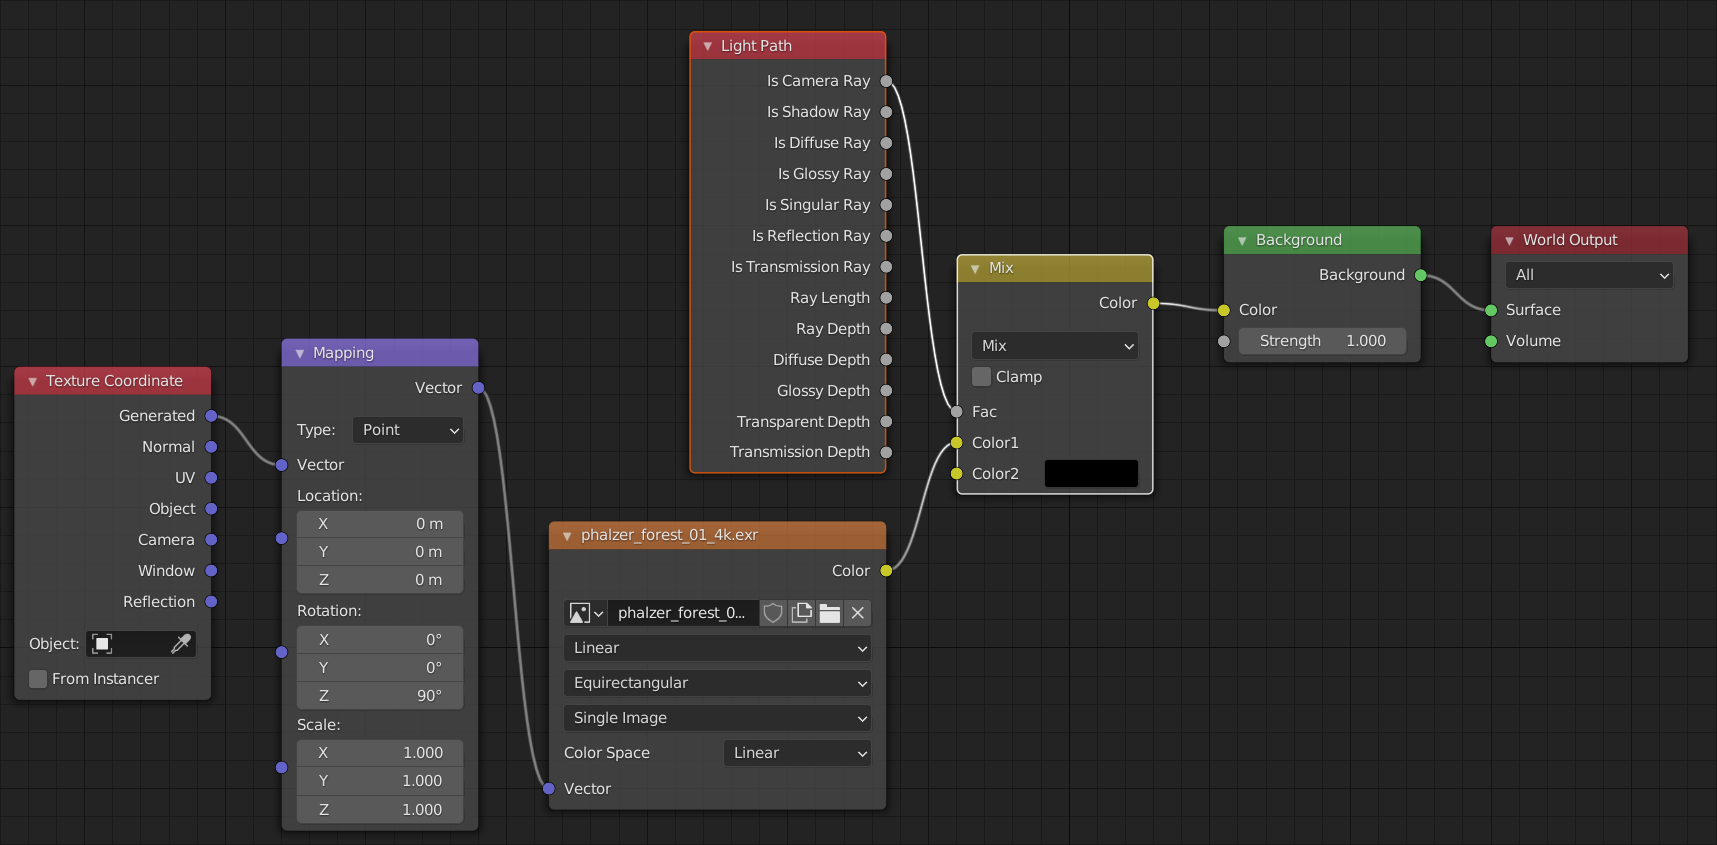 Texture Coordinate
Generated
Normal
UV
Object
Camera
Window
Reflection
Object:
From Instancer
Mapping
Vector
Type: Point
Vector
Location:
X 0 m
Y 0 m
Z 0 m
Rotation:
X 0°
Y 0°
Z 90°
Scale:
X 1.000
Y 1.000
Z 1.000
Light Path
Is Camera Ray
Is Shadow Ray
Is Diffuse Ray
Is Glossy Ray
Is Singular Ray
Is Reflection Ray
Is Transmission Ray
Ray Length
Ray Depth
Diffuse Depth
Glossy Depth
Transparent Depth
Transmission Depth
phalzer_forest_01_4k.exr
Color
phalzer_forest_0...
Linear
Equirectangular
Single Image
Color Space Linear
Vector
Mix
Color
Mix
Clamp
Fac
Color1
Color2
Background
Background
Color
Strength 1.000
World Output
All
Surface
Volume